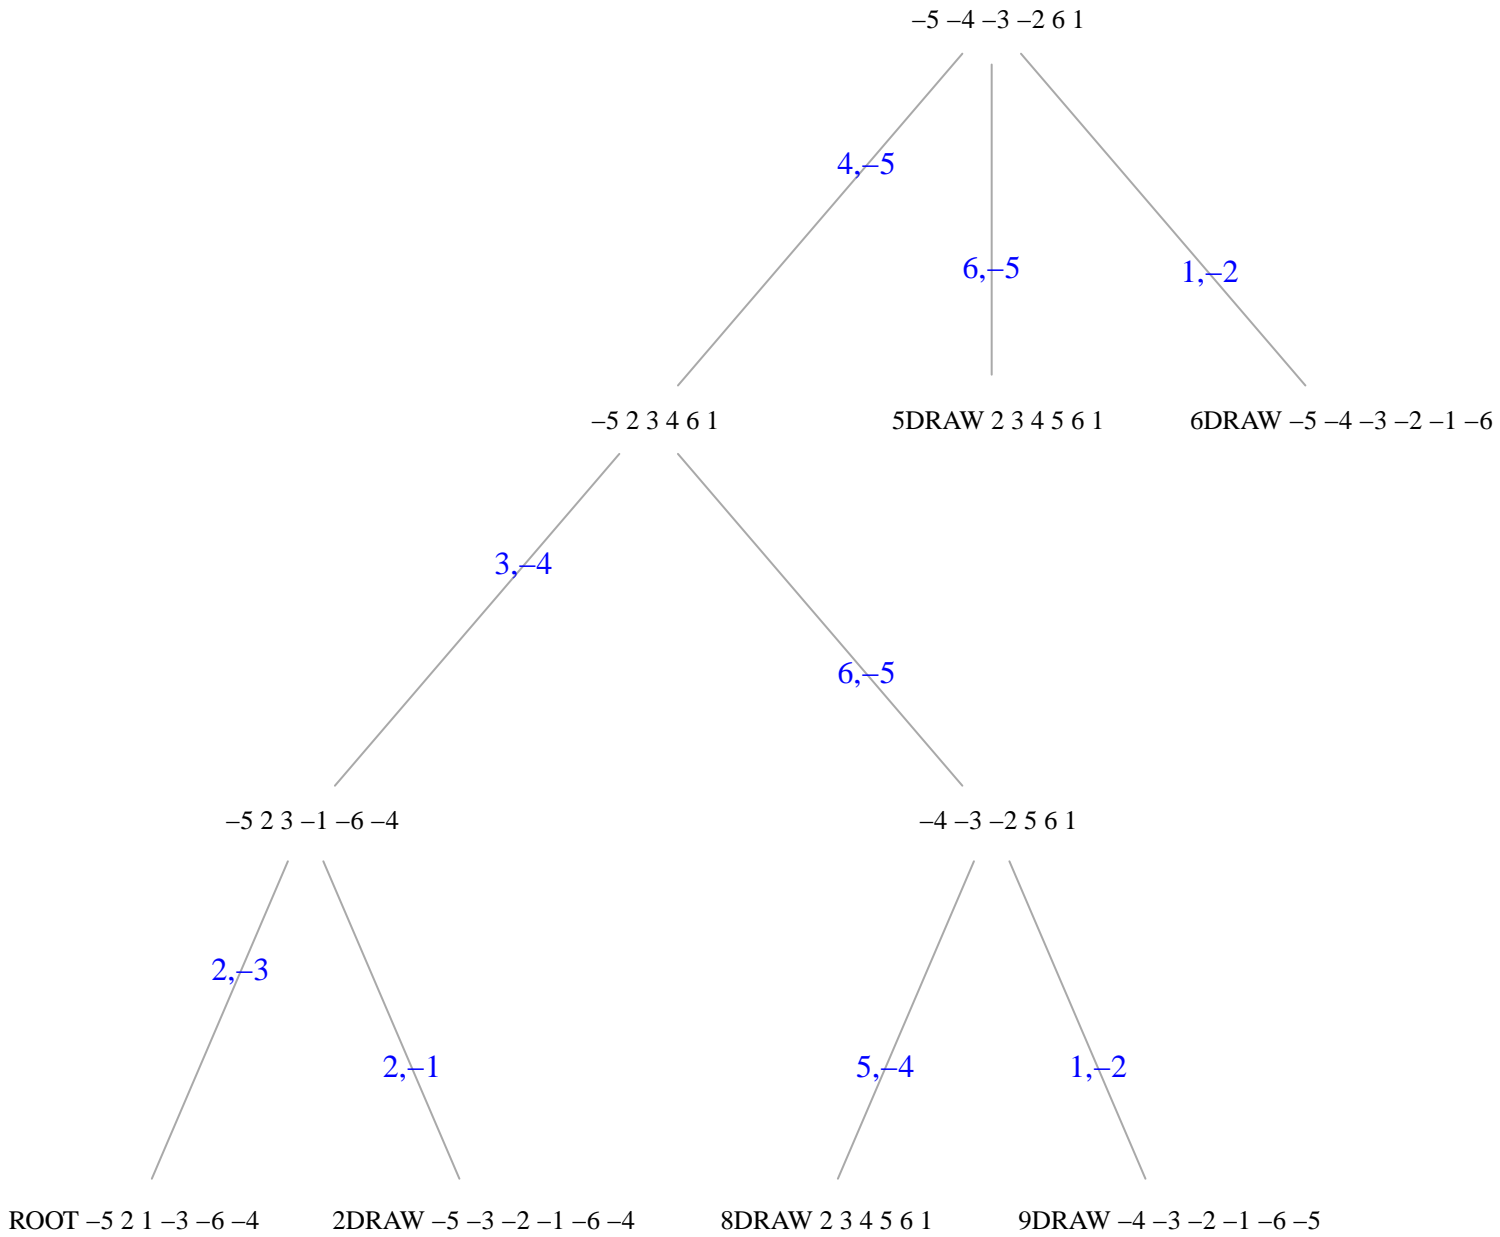 –5 –4 –3 –2 6 1
4,–5
6,–5
1,–2
–5 2 3 4 6 1
5DRAW 2 3 4 5 6 1
6DRAW –5 –4 –3 –2 –1 –6
3,–4
6,–5
–5 2 3 –1 –6 –4
–4 –3 –2 5 6 1
2,–3
2,–1
5,–4
1,–2
ROOT –5 2 1 –3 –6 –4
2DRAW –5 –3 –2 –1 –6 –4
8DRAW 2 3 4 5 6 1
9DRAW –4 –3 –2 –1 –6 –5